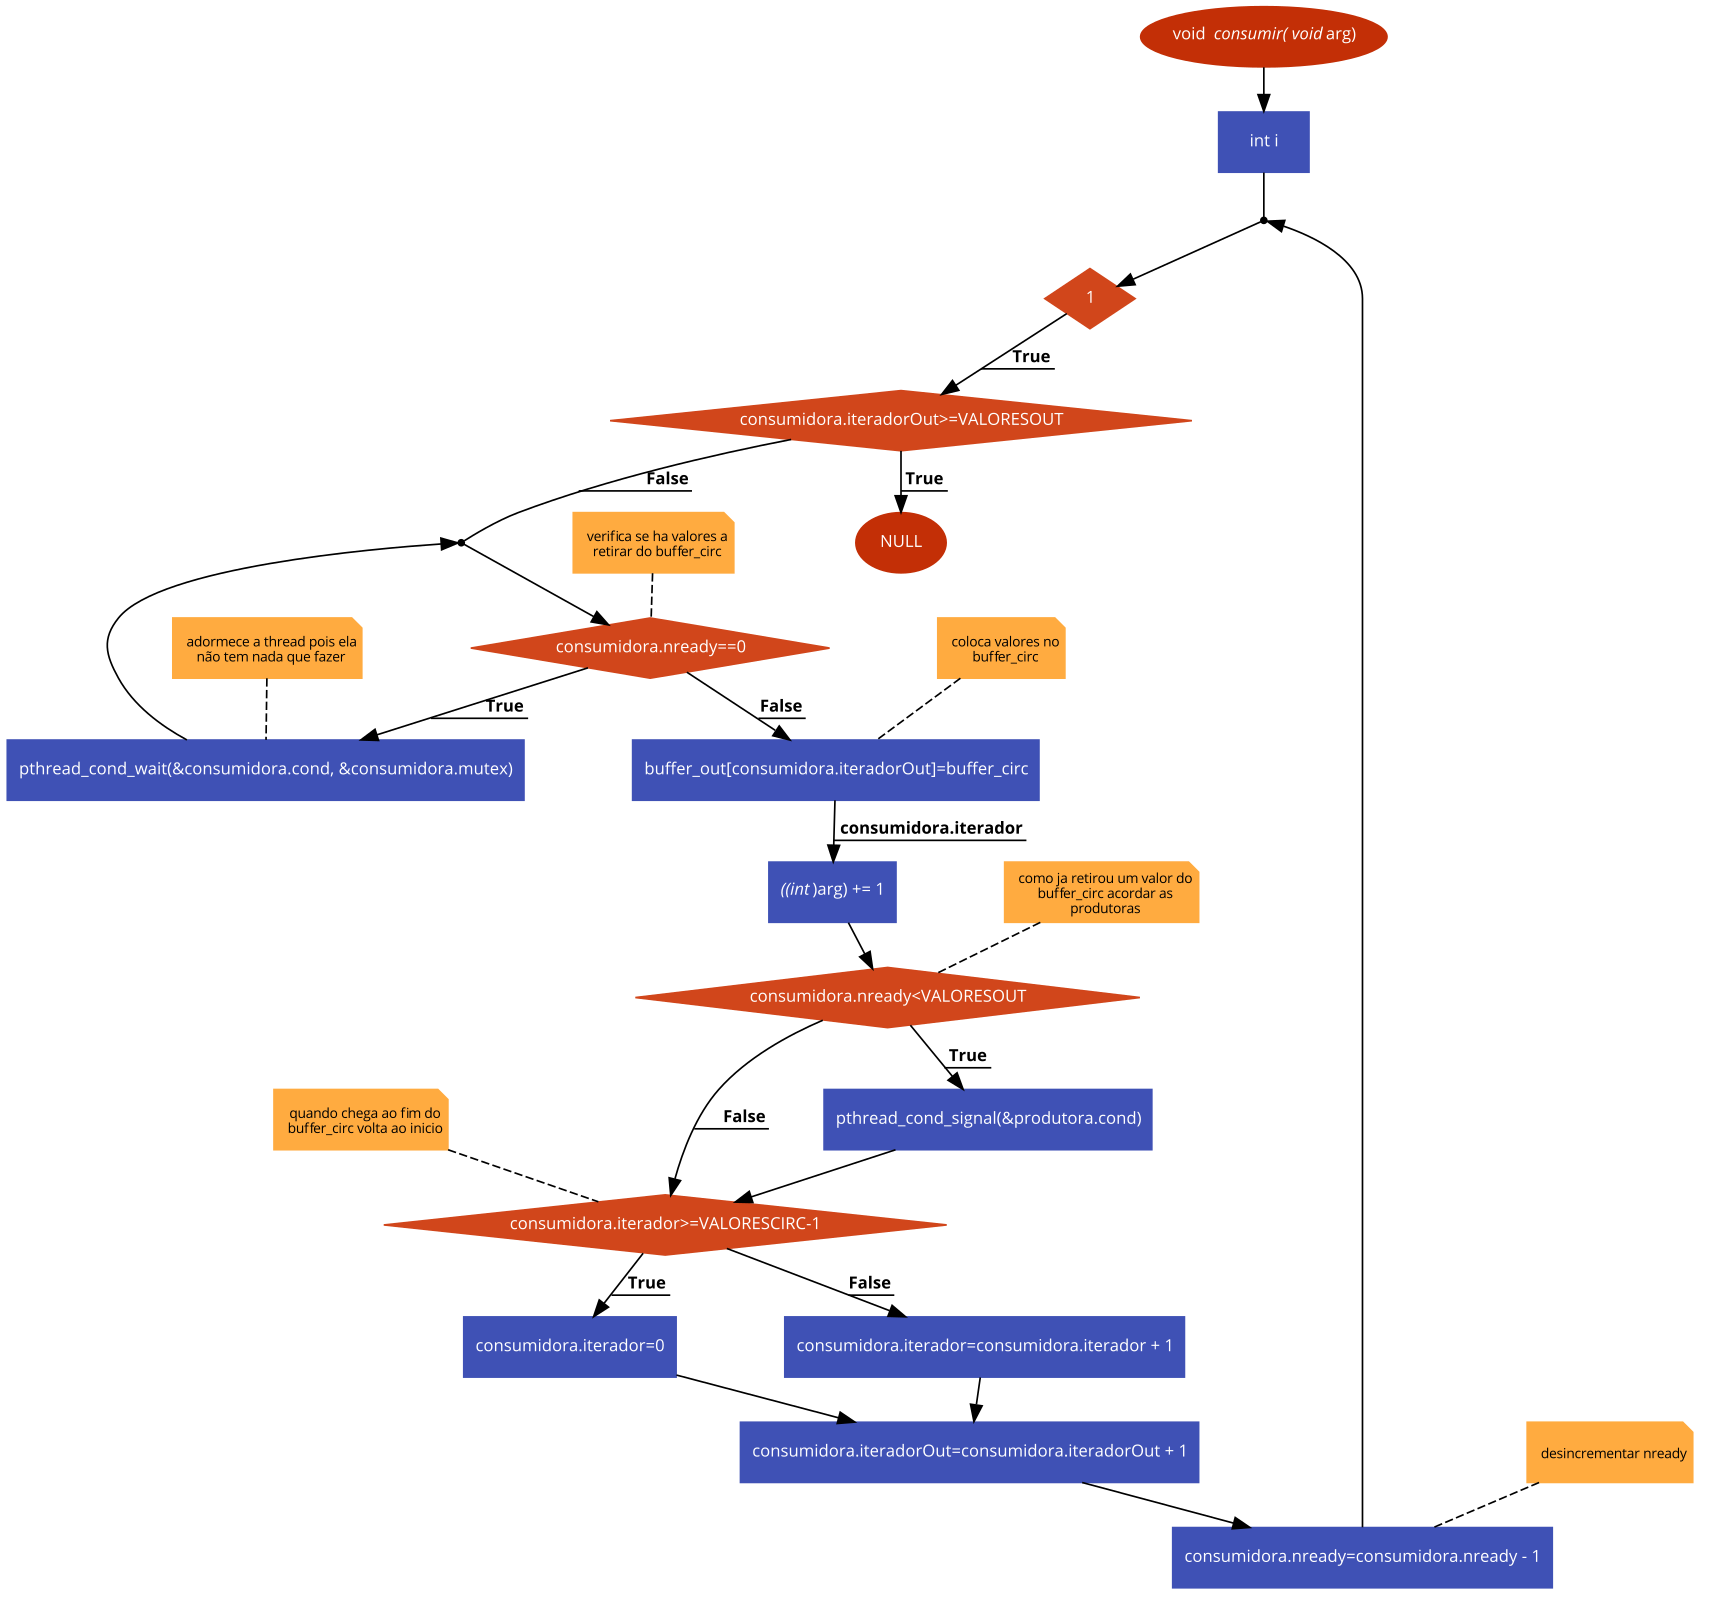 void consumir( void arg)
int i
1
True
consumidora.iteradorOut>=VALORESOUT
False
True
verifica se ha valores a
retirar do buffer_circ
NULL
adormece a thread pois ela
não tem nada que fazer
consumidora.nready==0
coloca valores no
buffer_circ
True
False
pthread_cond_wait(&consumidora.cond, &consumidora.mutex)
buffer_out[consumidora.iteradorOut]=buffer_circ
consumidora.iterador
((int )arg) += 1
como ja retirou um valor do
buffer_circ acordar as
produtoras
consumidora.nready<VALORESOUT
True
False
quando chega ao fim do
buffer_circ volta ao inicio
pthread_cond_signal(&produtora.cond)
consumidora.iterador>=VALORESCIRC-1
True
False
consumidora.iterador=0
consumidora.iterador=consumidora.iterador + 1
consumidora.iteradorOut=consumidora.iteradorOut + 1
desincrementar nready
consumidora.nready=consumidora.nready - 1